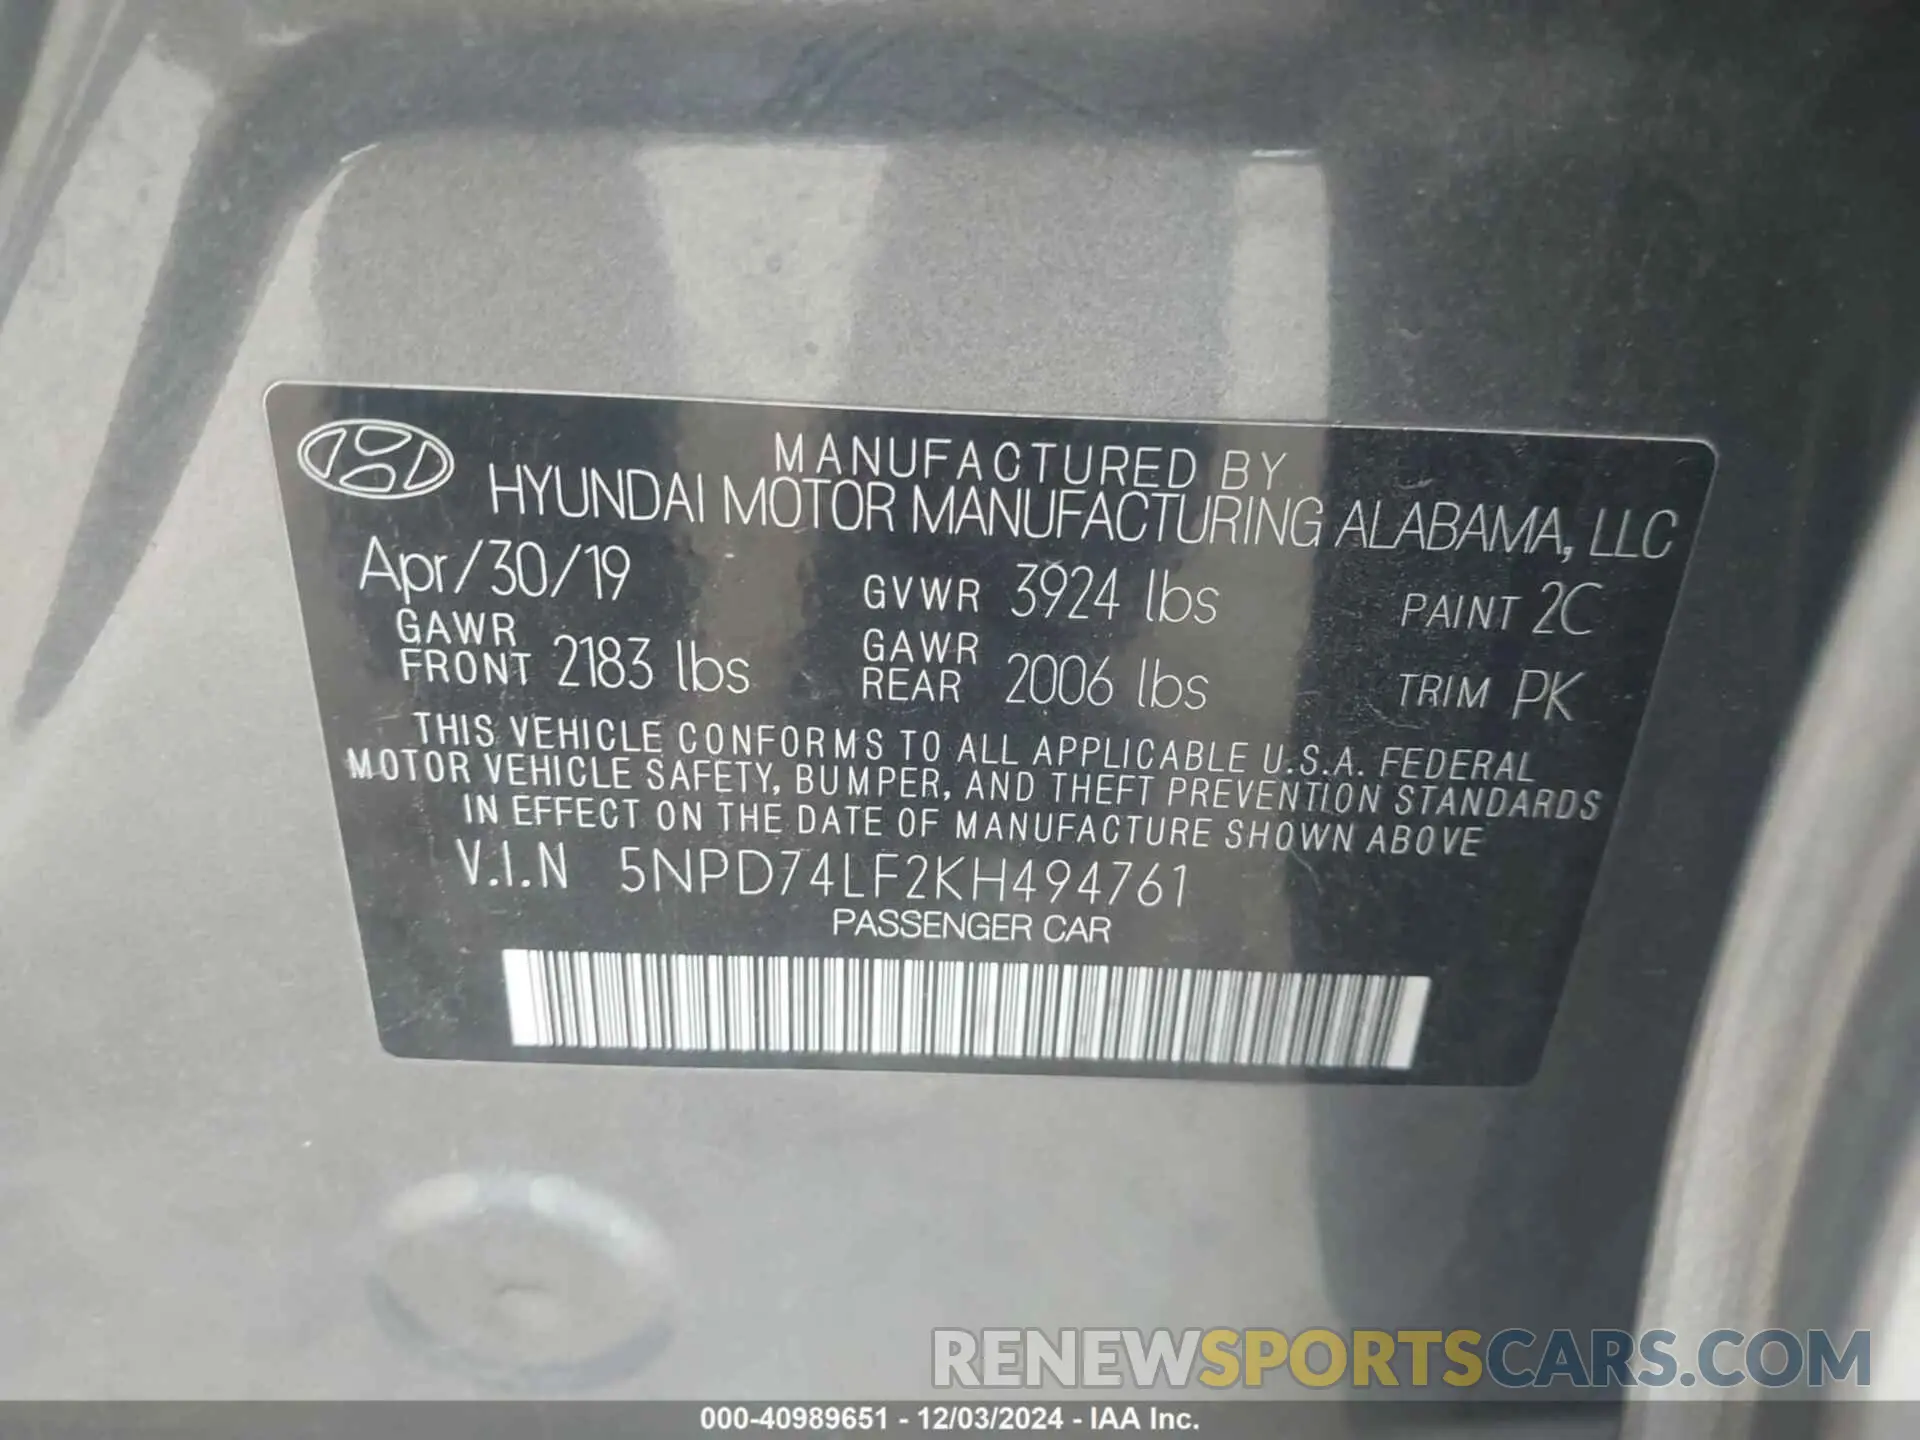 MANUFACTURED BY
HYUNDAI MOTOR MANUFACTURING ALABAMA, LLC
Apr/30/19 GVWR 3924 lbs PAINT 2C
GAWR FRONT 2183 lbs GAWR REAR 2006 lbs TRIM PK
THIS VEHICLE CONFORMS TO ALL APPLICABLE U.S.A. FEDERAL
MOTOR VEHICLE SAFETY, BUMPER, AND THEFT PREVENTION STANDARDS
IN EFFECT ON THE DATE OF MANUFACTURE SHOWN ABOVE
V.I.N 5NPD74LF2KH494761
PASSENGER CAR
RENEWSPORTSCARS.COM
000-40989651 - 12/03/2024 - IAA Inc.